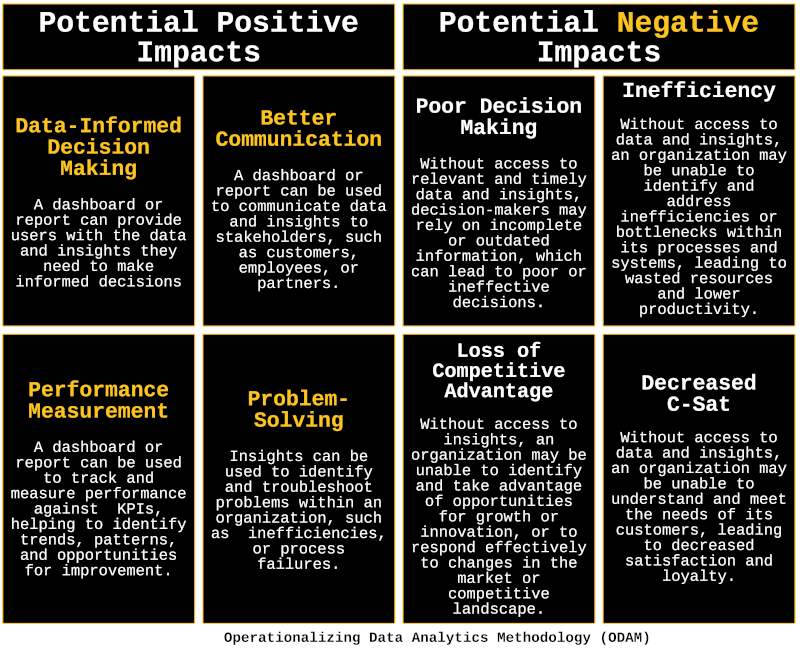 Potential Positive
Impacts
Potential Negative
Impacts
Data-Informed
Decision
Making
A dashboard or
report can provide
users with the data
and insights they
need to make
informed decisions
Better
Communication
A dashboard or
report can be used
to communicate data
and insights to
stakeholders, such
as customers,
employees, or
partners.
Poor Decision
Making
Without access to
relevant and timely
data and insights,
decision-makers may
rely on incomplete
or outdated
information, which
can lead to poor or
ineffective
decisions.
Inefficiency
Without access to
data and insights,
an organization may
be unable to
identify and
address
inefficiencies or
bottlenecks within
its processes and
systems, leading to
wasted resources
and lower
productivity.
Performance
Measurement
A dashboard or
report can be used
to track and
measure performance
against  KPIs,
helping to identify
trends, patterns,
and opportunities
for improvement.
Problem-
Solving
Insights can be
used to identify
and troubleshoot
problems within an
organization, such
as  inefficiencies,
or process
failures.
Loss of
Competitive
Advantage
Without access to
insights, an
organization may be
unable to identify
and take advantage
of opportunities
for growth or
innovation, or to
respond effectively
to changes in the
market or
competitive
landscape.
Decreased
C-Sat
Without access to
data and insights,
an organization may
be unable to
understand and meet
the needs of its
customers, leading
to decreased
satisfaction and
loyalty.
Operationalizing Data Analytics Methodology (ODAM)